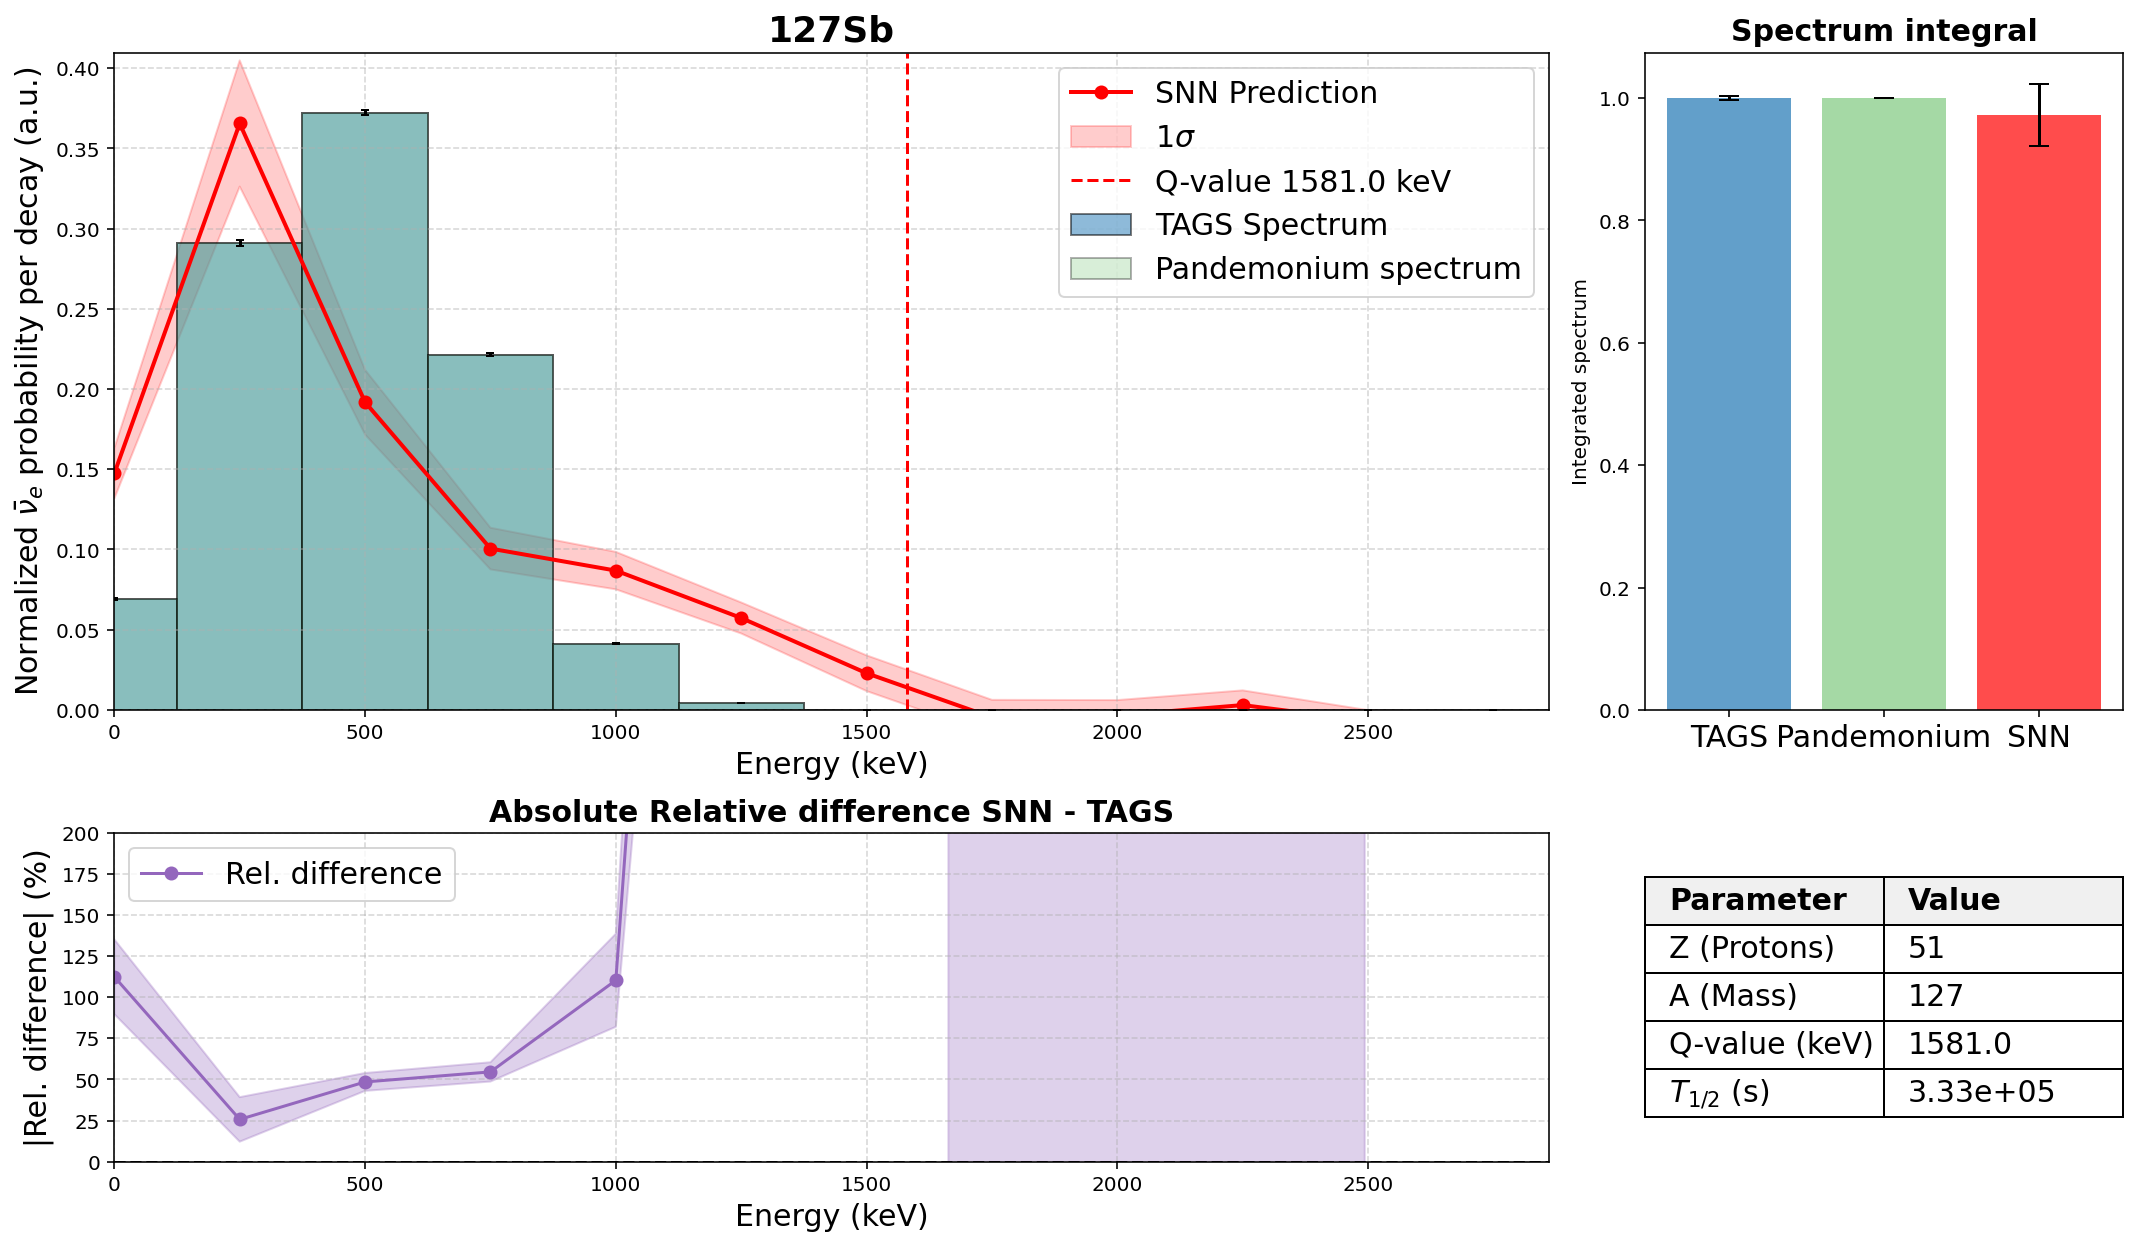 127Sb
Normalized ν̄ₑ probability per decay (a.u.)
0.40
0.35
0.30
0.25
0.20
0.15
0.10
0.05
0.00
0 500 1000 1500 2000 2500
Energy (keV)
SNN Prediction
1σ
Q-value 1581.0 keV
TAGS Spectrum
Pandemonium spectrum
Spectrum integral
Integrated spectrum
1.0
0.8
0.6
0.4
0.2
0.0
TAGS Pandemonium SNN
Absolute Relative difference SNN - TAGS
|Rel. difference| (%)
200
175
150
125
100
75
50
25
0
Rel. difference
0 500 1000 1500 2000 2500
Energy (keV)
Parameter Value
Z (Protons) 51
A (Mass) 127
Q-value (keV) 1581.0
T₁/₂ (s) 3.33e+05